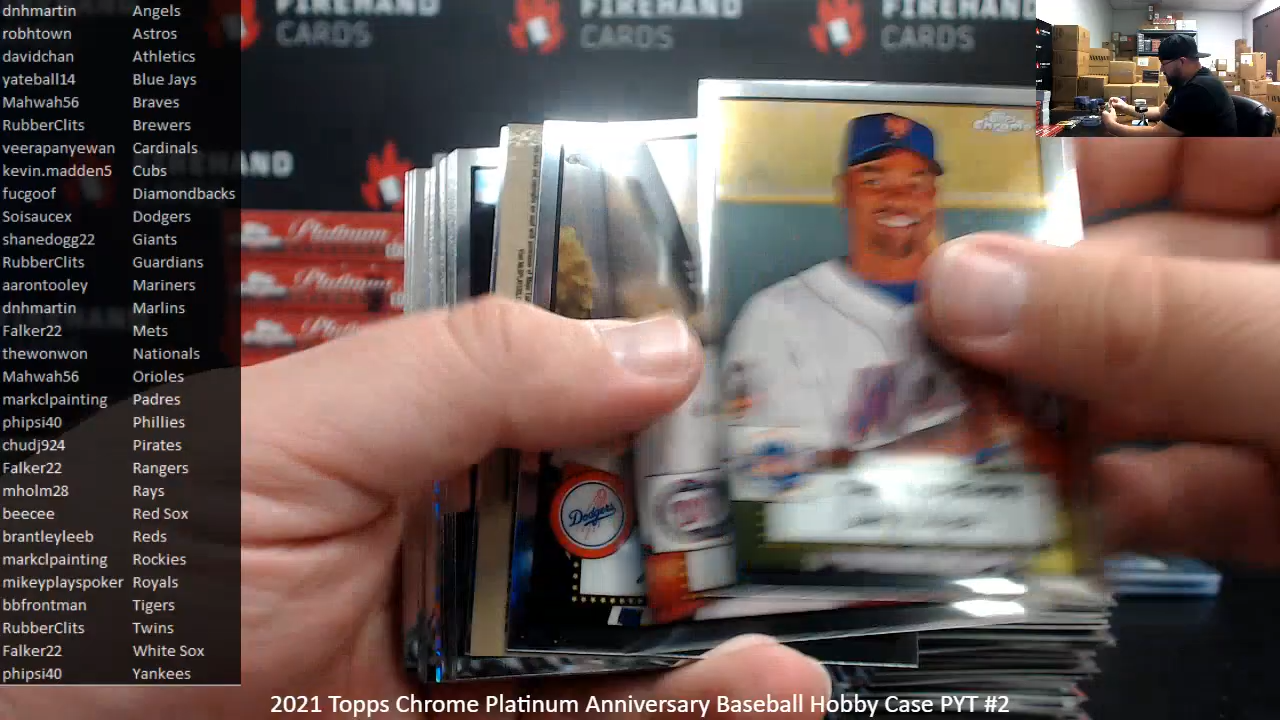 dnhmartin Angels
robhtown Astros
davidchan Athletics
yateball14 Blue Jays
Mahwah56 Braves
RubberClits Brewers
veerapanyewan Cardinals
kevin.madden5 Cubs
fucgoof Diamondbacks
Soisaucex Dodgers
shanedogg22 Giants
RubberClits Guardians
aarontooley Mariners
dnhmartin Marlins
Falker22 Mets
thewonwon Nationals
Mahwah56 Orioles
markclpainting Padres
phipsi40 Phillies
chudj924 Pirates
Falker22 Rangers
mholm28 Rays
beecee Red Sox
brantleyleeb Reds
markclpainting Rockies
mikeyplayspoker Royals
bbfrontman Tigers
RubberClits Twins
Falker22 White Sox
phipsi40 Yankees
FIREHAND
CARDS
FIREHAND
CARDS
FIREHAND
CARDS
Topps
Chrome
Platinum
Platinum
Dodgers
2021 Topps Chrome Platinum Anniversary Baseball Hobby Case PYT #2